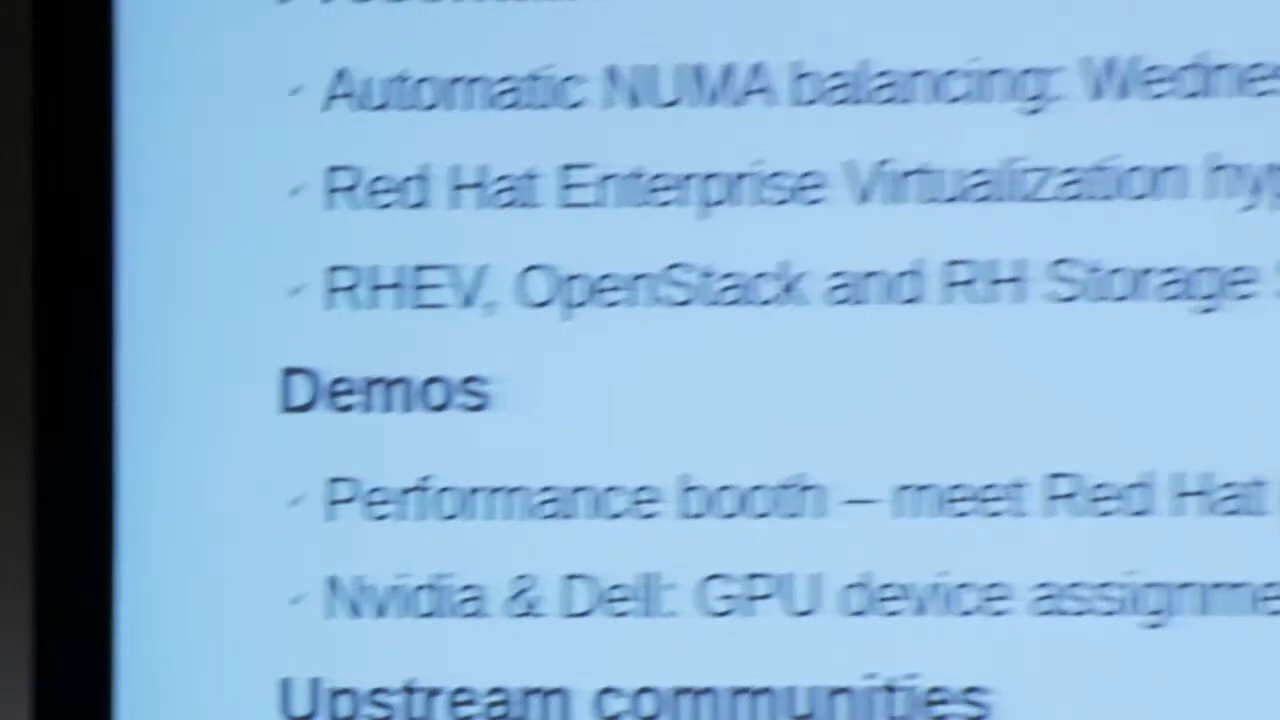 Automatic NUMA balancing:
Red Hat Enterprise Virtualization
RHEV, OpenStack and RH Storage
Demos
Performance booth – meet Red Hat
Nvidia & Dell: GPU device
Upstream communities